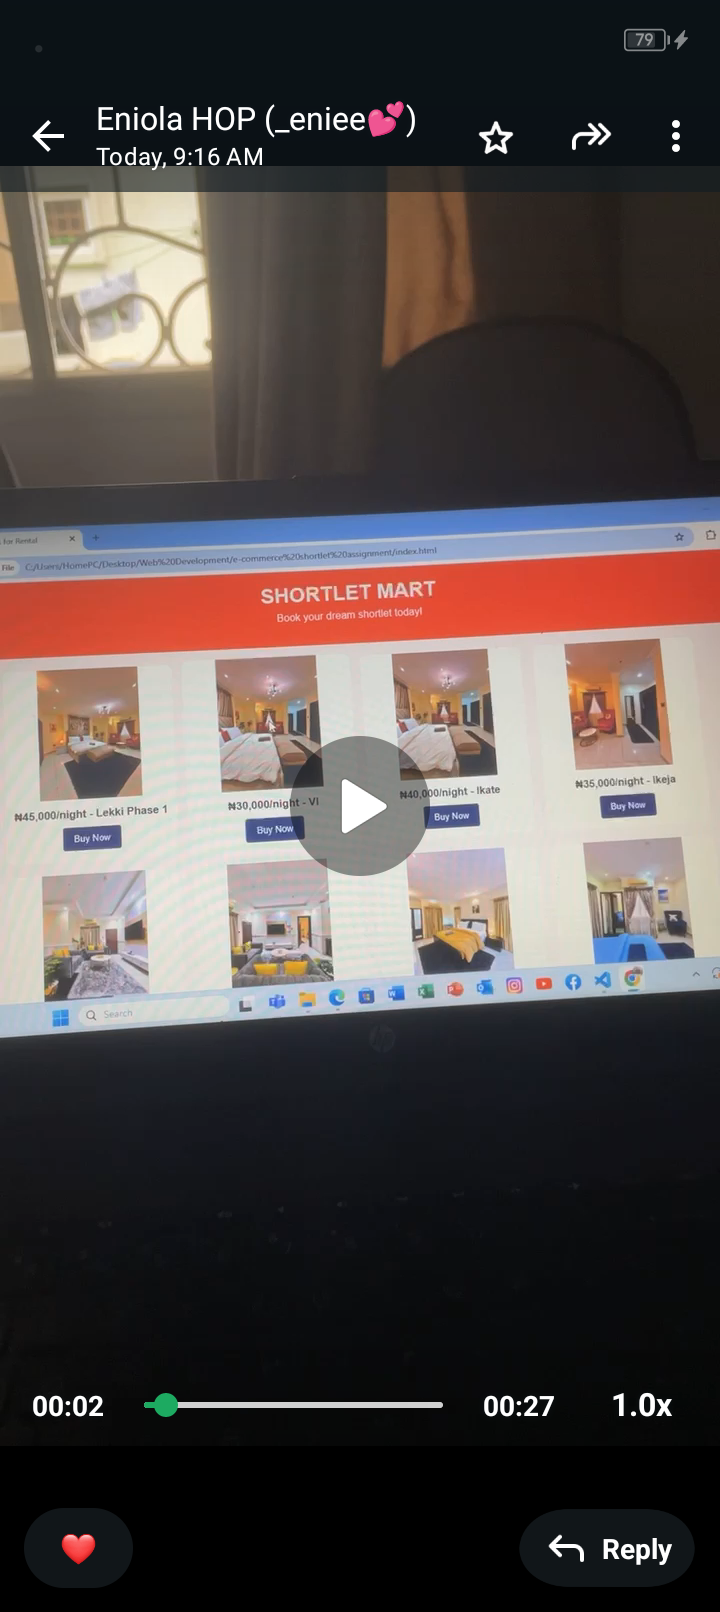 79
Eniola HOP (_eniee💕)
Today, 9:16 AM
for Rental
File C:/Users/HomePC/Desktop/Web%20Development/e-commerce%20shortlet%20assignment/index.html
SHORTLET MART
Book your dream shortlet today!
₦45,000/night - Lekki Phase 1
₦30,000/night - VI
₦40,000/night - Ikate
₦35,000/night - Ikeja
Buy Now
Buy Now
Buy Now
Buy Now
Search
00:02
00:27
1.0x
Reply